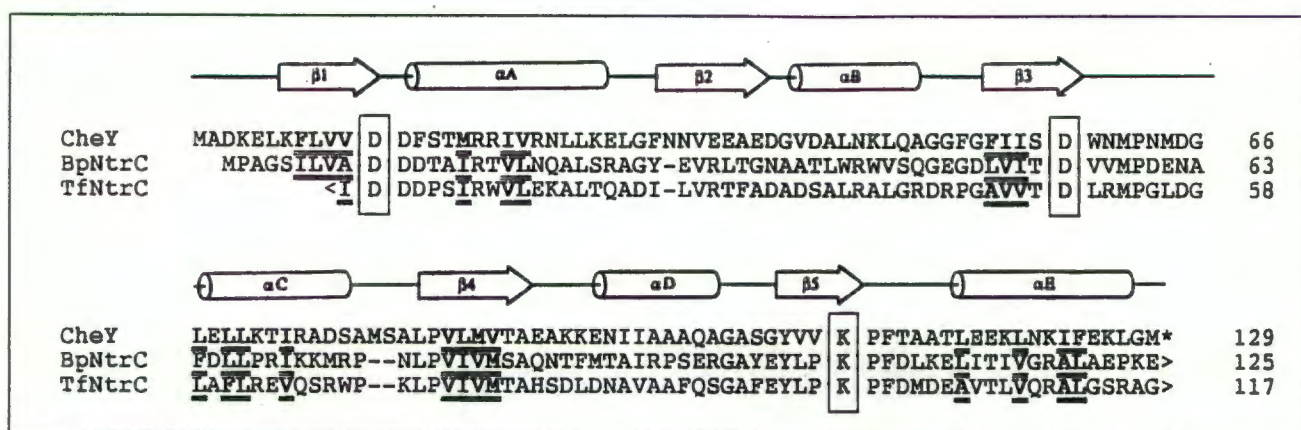 β1 αA β2 αB β3
CheY MADKELKFLVV D DFSTMRRIVRNLLKELGFNNVEEAEDGVDALNKLQAGGFGFIIS D WNMPNMDG 66
BpNtrC MPAGSILVA D DDTAIRTVLNQALSRAGY-EVRLTGNAATLWRWVSQGEGDLVIT D VVMPDENA 63
TfNtrC <I D DDPSIRWVLEKALTQADI-LVRTFADADSALRALGRDRPGAVVT D LRMPGLDG 58
αC β4 αD β5 αE
CheY LELLKTIRADSAMSALPVLMVTAEAKKENIIAAAQAGASGYVV K PFTAATLEEKLNKIFEKLGM* 129
BpNtrC FDLLPRIKKMRP--NLPVIVMSAQNTFMTAIRPSERGAYEYLP K PFDLKELITIVGRALAEPKE> 125
TfNtrC LAFLREVQSRWP--KLPVIVMTAHSDLDNAVAAFQSGAFEYLP K PFDMDEAVTLVQRALGSRAG> 117